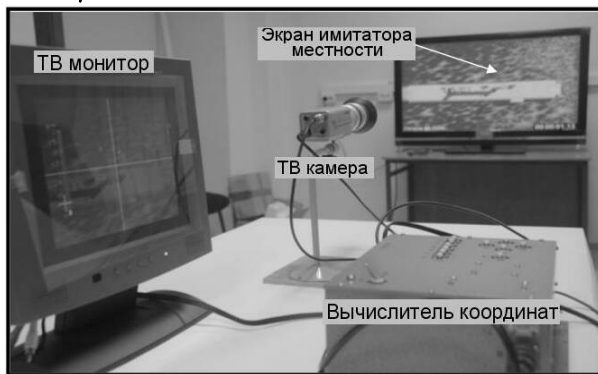 Экран имитатора
местности
ТВ монитор
ТВ камера
Вычислитель координат